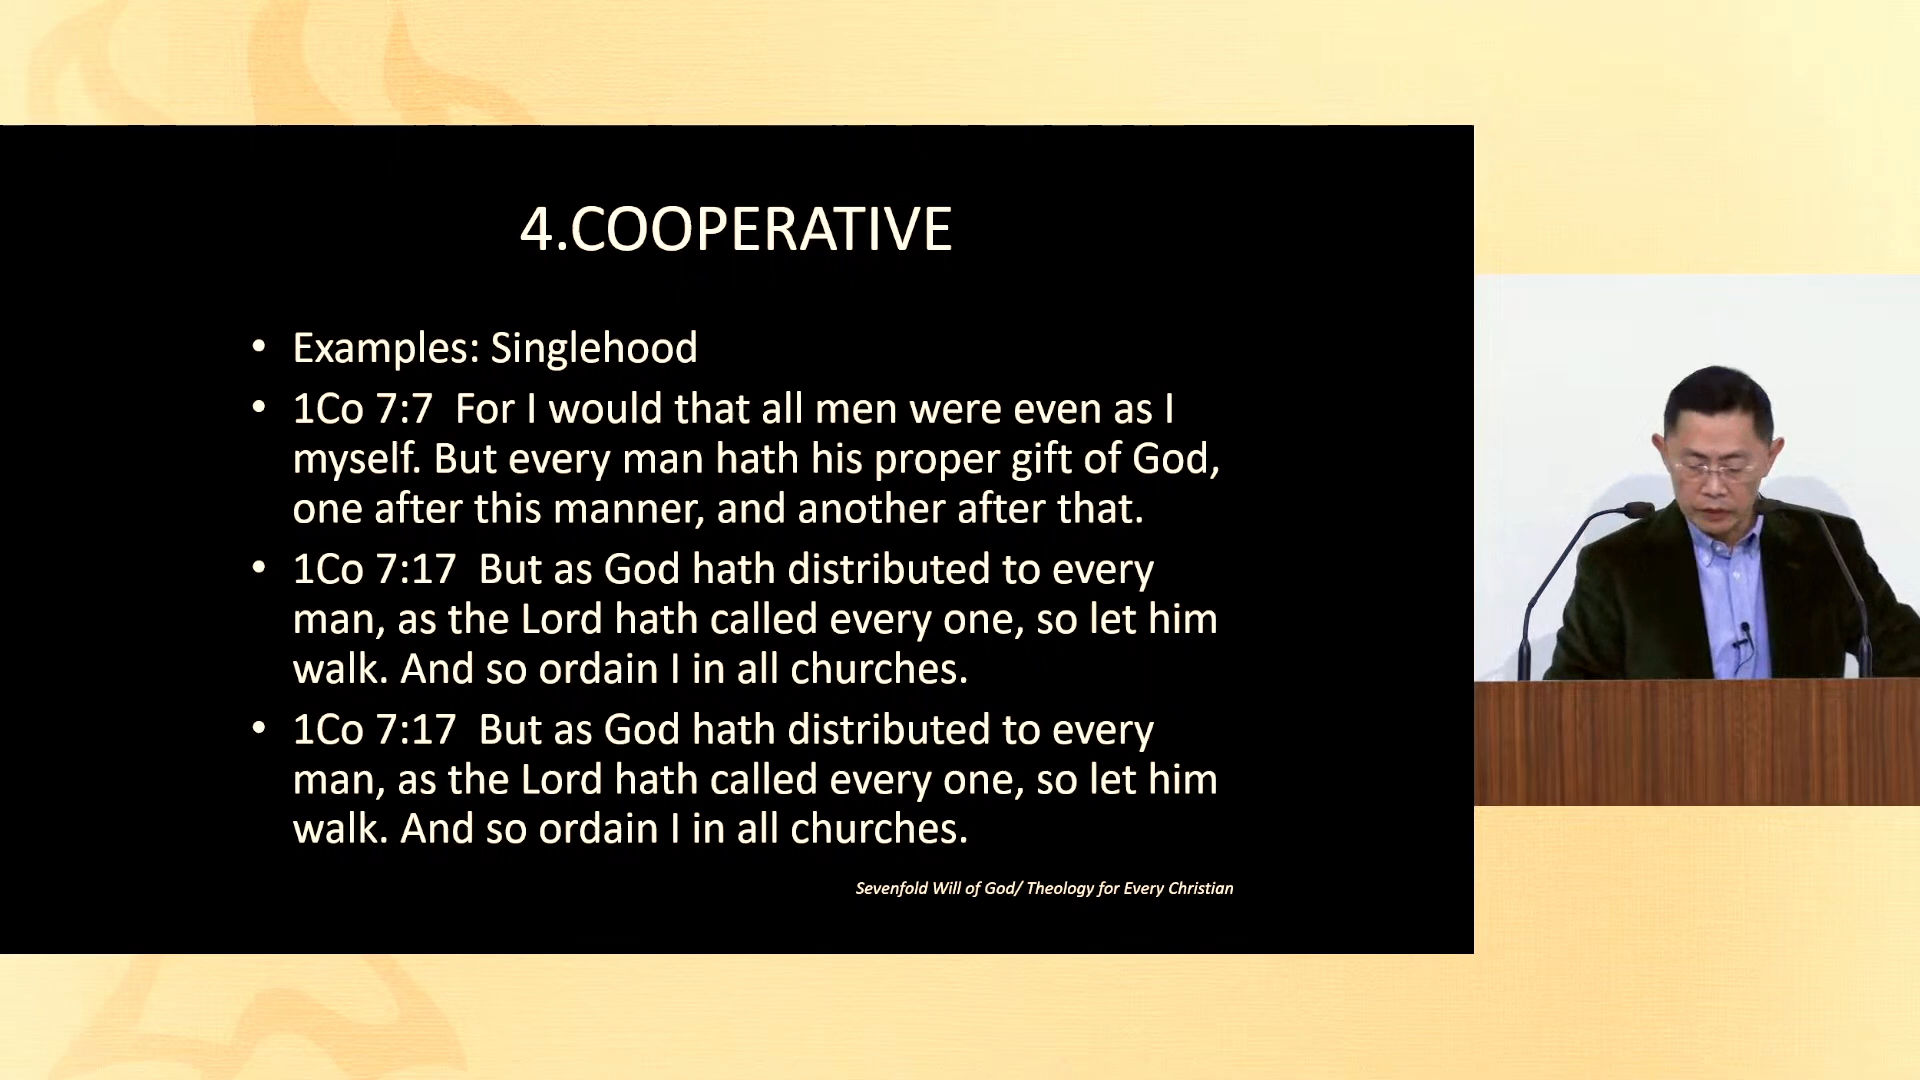 4.COOPERATIVE
• Examples: Singlehood
• 1Co 7:7  For I would that all men were even as I
myself. But every man hath his proper gift of God,
one after this manner, and another after that.
• 1Co 7:17  But as God hath distributed to every
man, as the Lord hath called every one, so let him
walk. And so ordain I in all churches.
• 1Co 7:17  But as God hath distributed to every
man, as the Lord hath called every one, so let him
walk. And so ordain I in all churches.
Sevenfold Will of God/ Theology for Every Christian